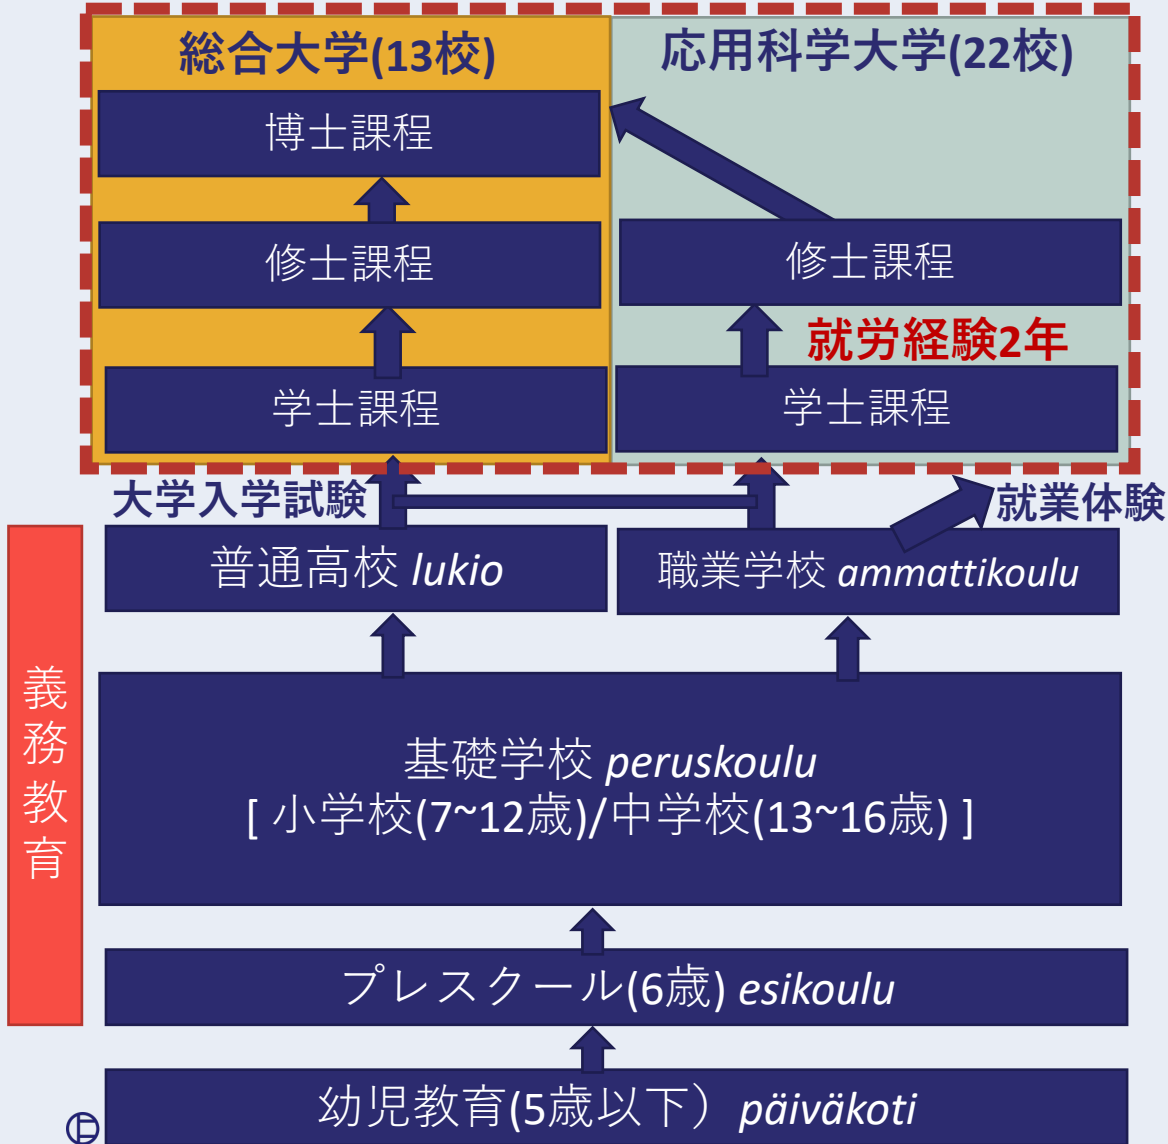 総合大学(13校)
応用科学大学(22校)
博士課程
修士課程
修士課程
就労経験2年
学士課程
学士課程
大学入学試験
就業体験
普通高校 lukio
職業学校 ammattikoulu
義務教育
基礎学校 peruskoulu
[ 小学校(7~12歳)/中学校(13~16歳) ]
プレスクール(6歳) esikoulu
幼児教育(5歳以下） päiväkoti